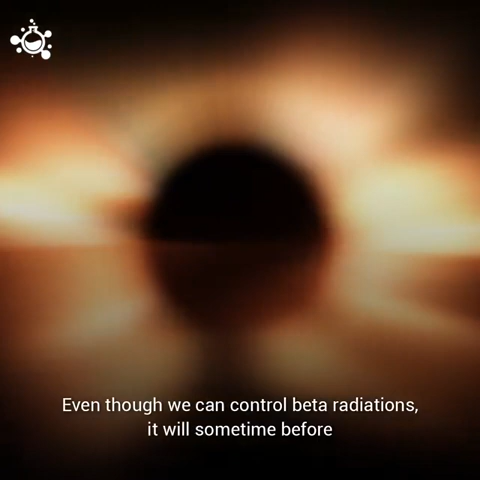 Even though we can control beta radiations,
it will sometime before